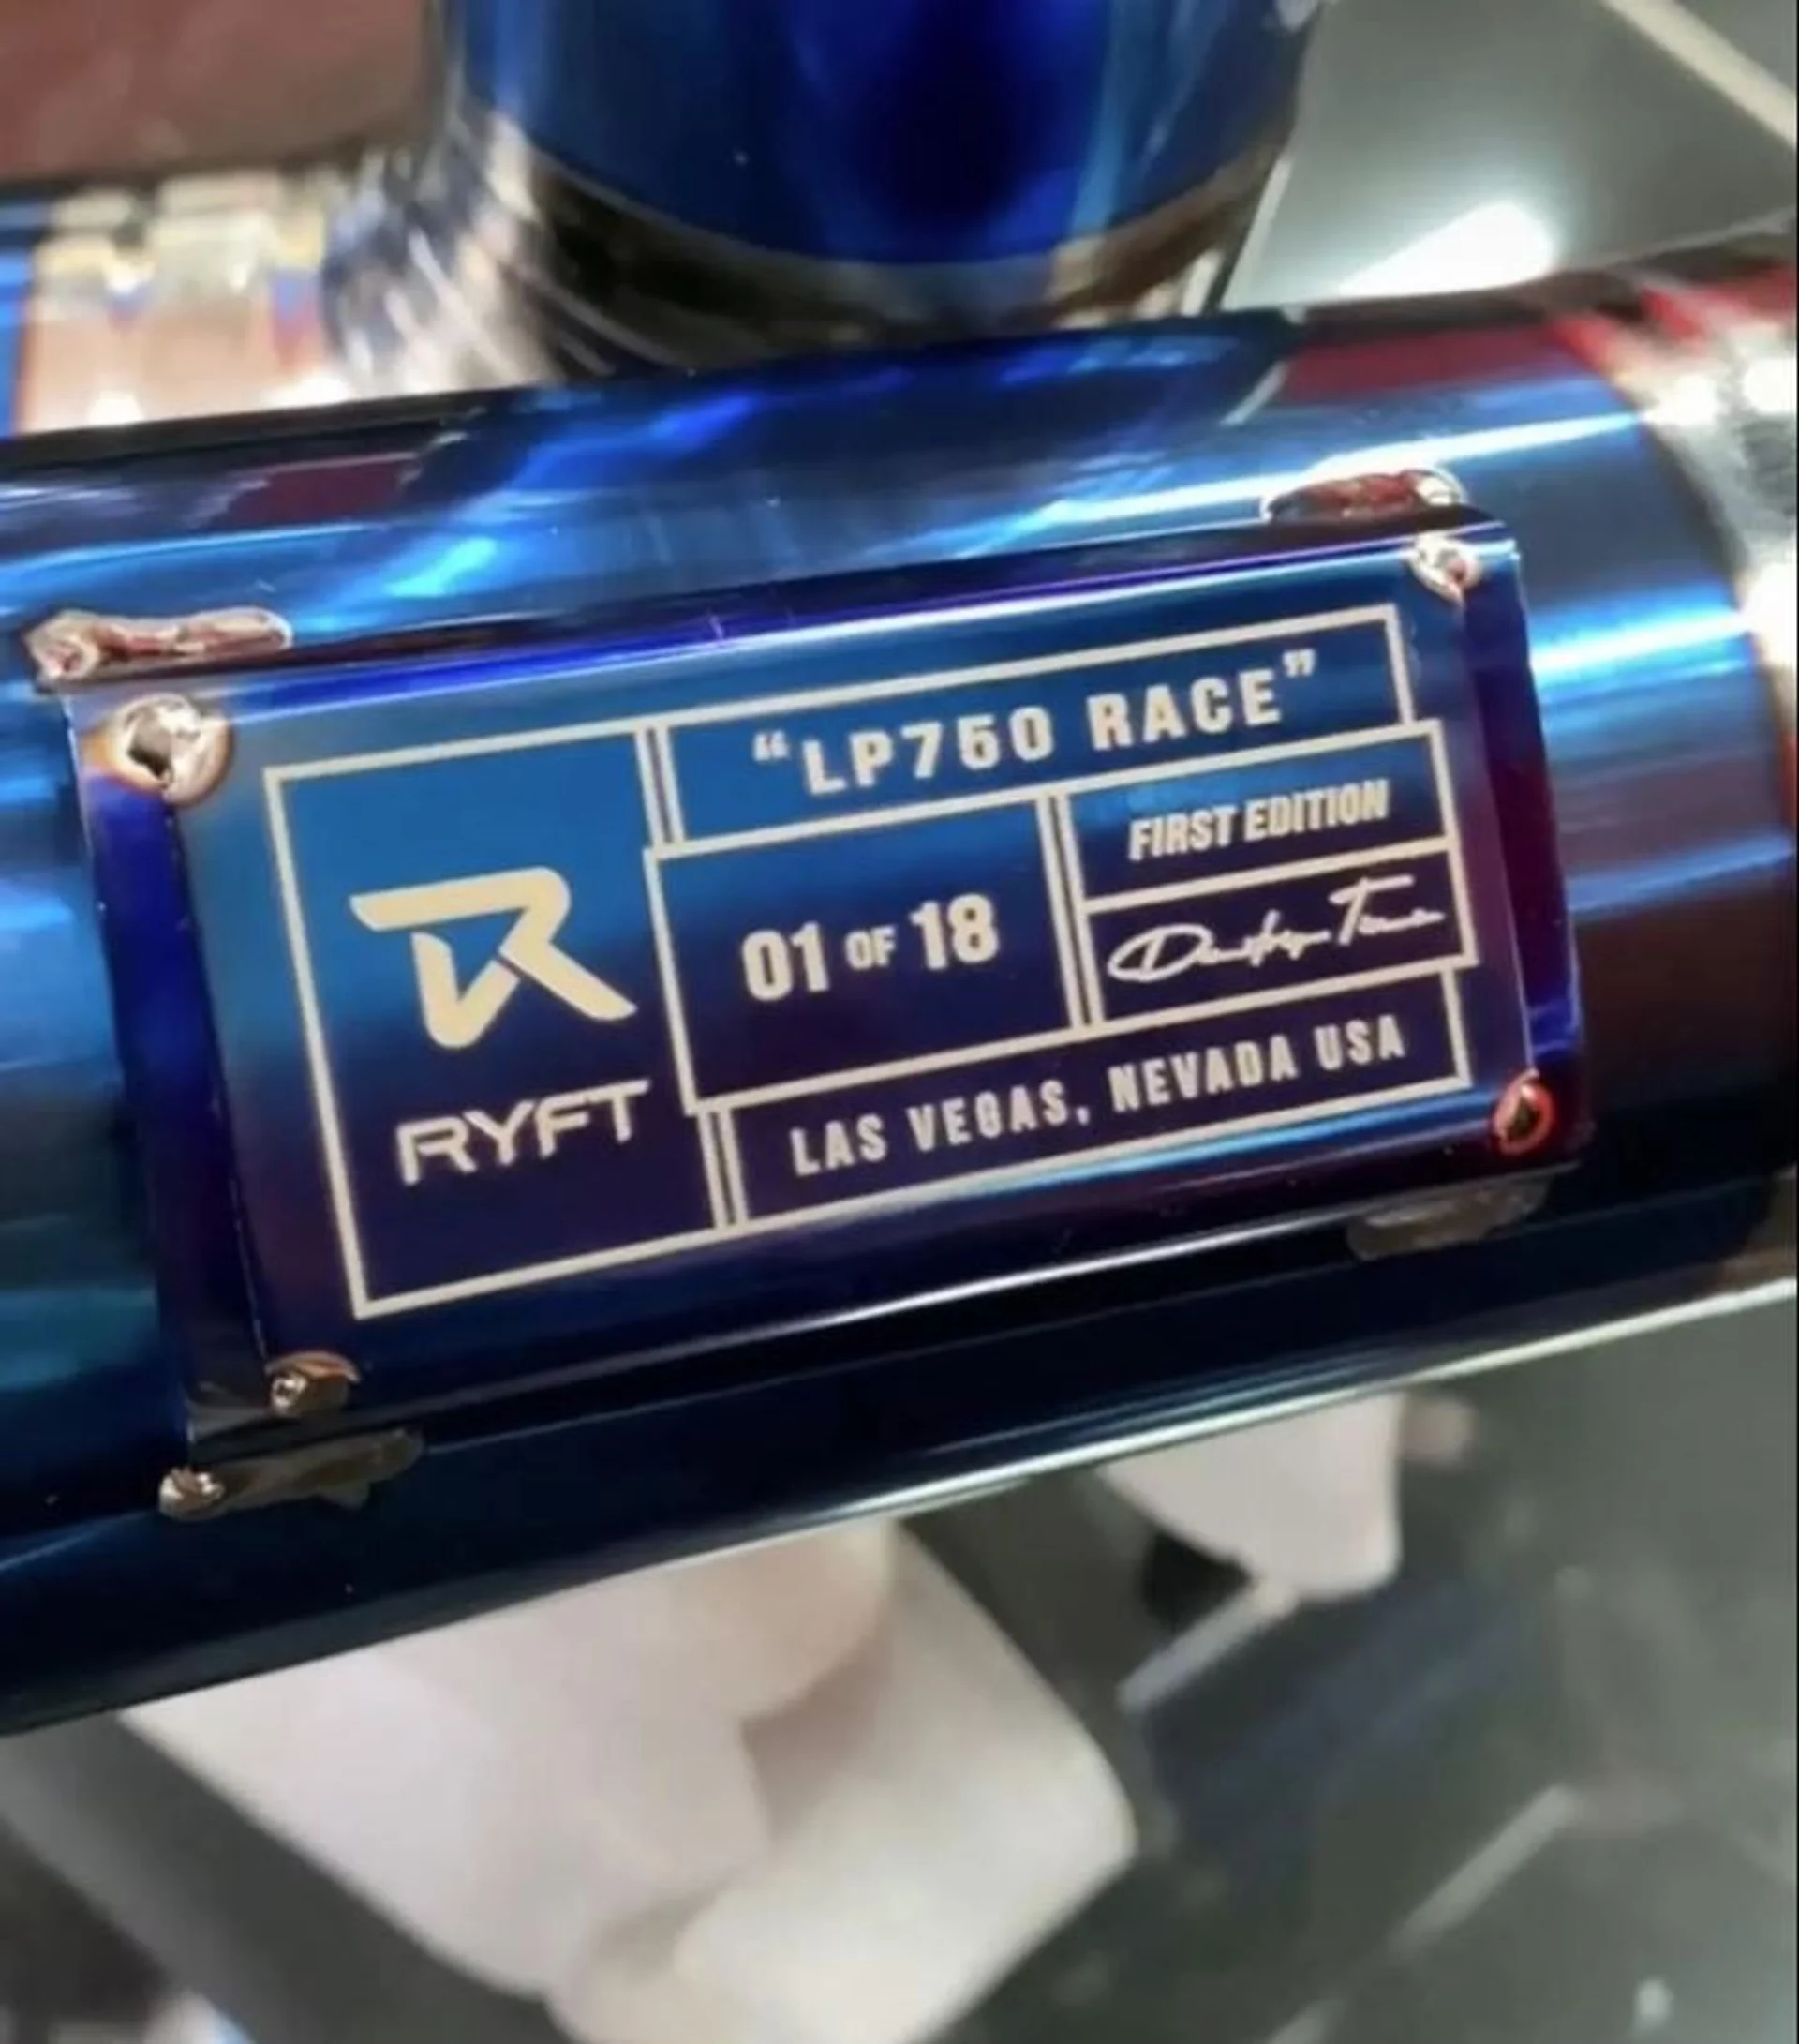 "LP750 RACE"
FIRST EDITION
01 OF 18
RYFT
LAS VEGAS, NEVADA USA